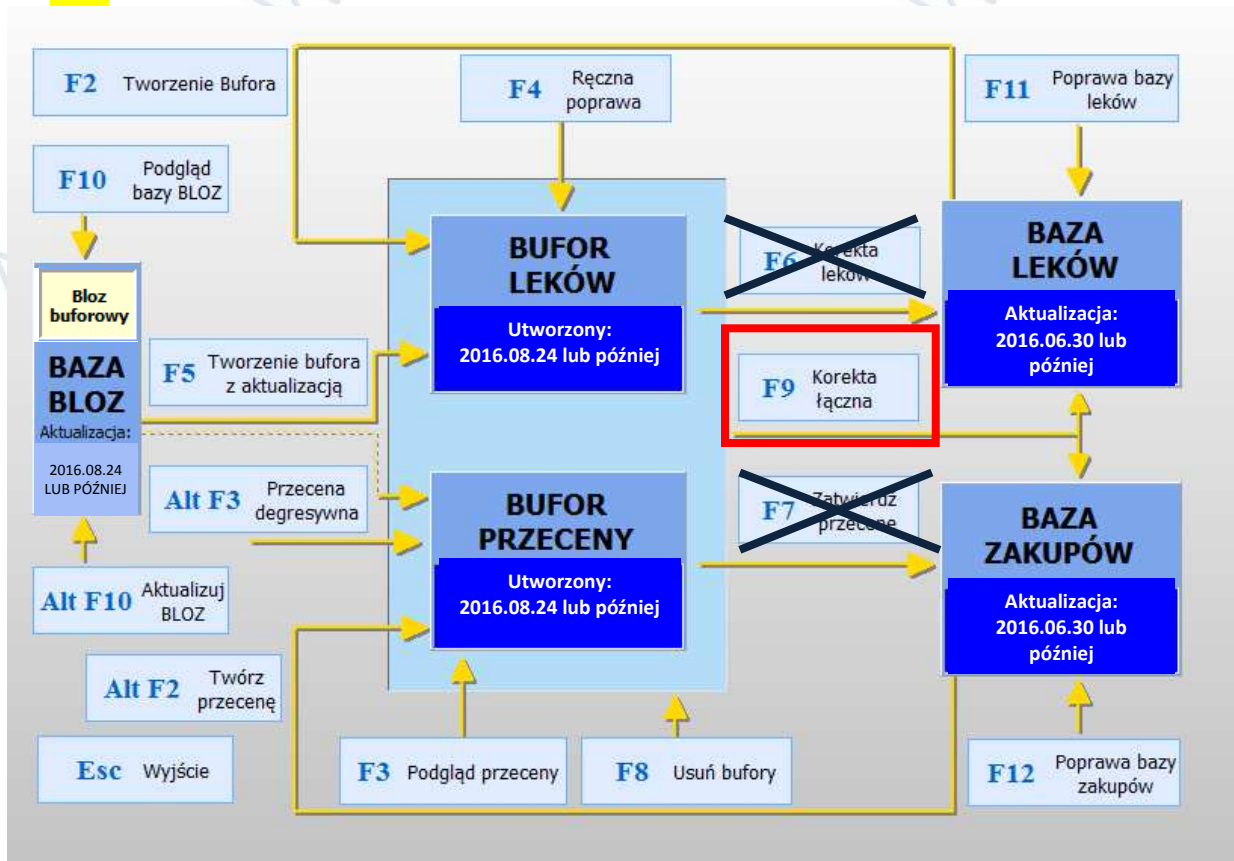 F2 Tworzenie Bufora
F4 Ręczna
poprawa
F11 Poprawa bazy
leków
F10 Podgląd
bazy BLOZ
BUFOR
LEKÓW
Utworzony:
2016.08.24 lub później
F6 Korekta
leków
BAZA
LEKÓW
Aktualizacja:
2016.06.30 lub
później
Bloz
buforowy
BAZA
BLOZ
Aktualizacja:
2016.08.24
LUB PÓŹNIEJ
F5 Tworzenie bufora
z aktualizacją
F9 Korekta
łączna
Alt F3 Przecena
degresywna
BUFOR
PRZECENY
Utworzony:
2016.08.24 lub później
F7 Zatwierdź
przecenę
BAZA
ZAKUPÓW
Aktualizacja:
2016.06.30 lub
później
Alt F10 Aktualizuj
BLOZ
Alt F2 Twórz
przecenę
Esc Wyjście
F3 Podgląd przeceny
F8 Usuń bufory
F12 Poprawa bazy
zakupów